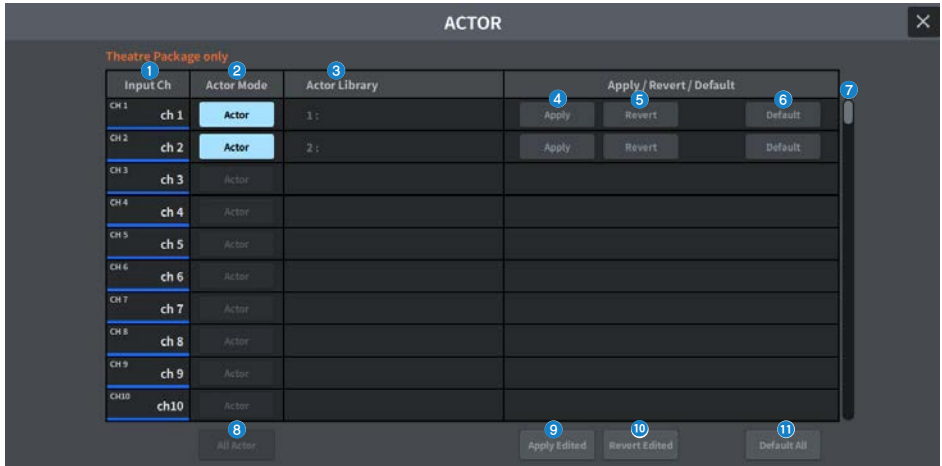 ACTOR
Theatre Package only
1 2 3
Input Ch Actor Mode Actor Library Apply / Revert / Default
4 5 6 7
CH 1 ch 1 Actor 1 : Apply Revert Default
CH 2 ch 2 Actor 2 : Apply Revert Default
CH 3 ch 3 Actor
CH 4 ch 4 Actor
CH 5 ch 5 Actor
CH 6 ch 6 Actor
CH 7 ch 7 Actor
CH 8 ch 8 Actor
CH 9 ch 9 Actor
CH10 ch10 Actor
8 9 10 11
All Actor Apply Edited Revert Edited Default All